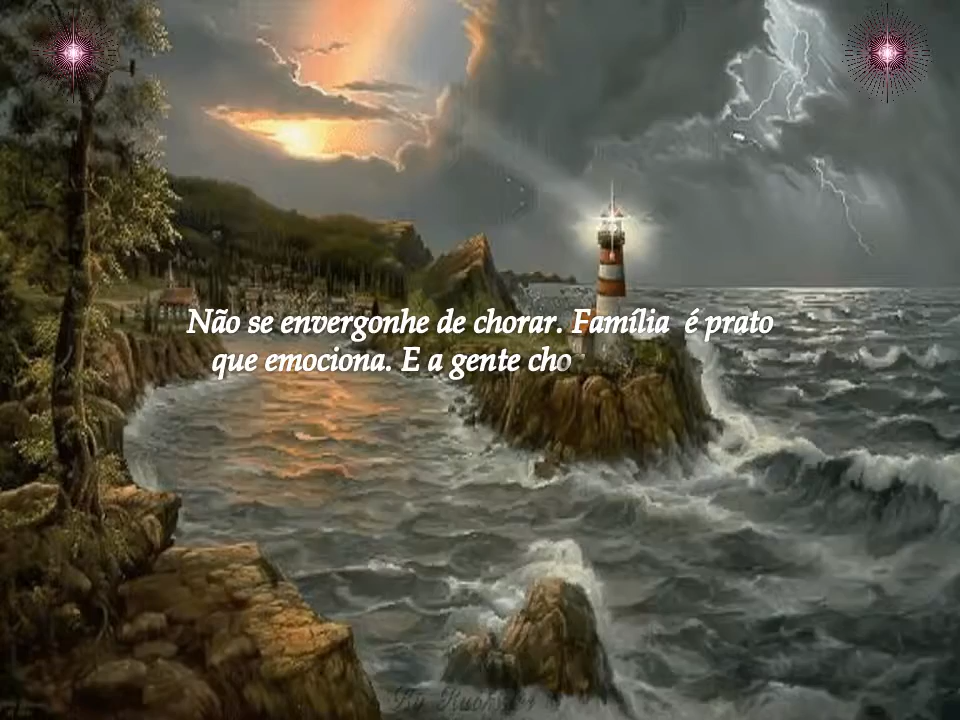 Não se envergonhe de chorar. Família é prato
que emociona. E a gente cho